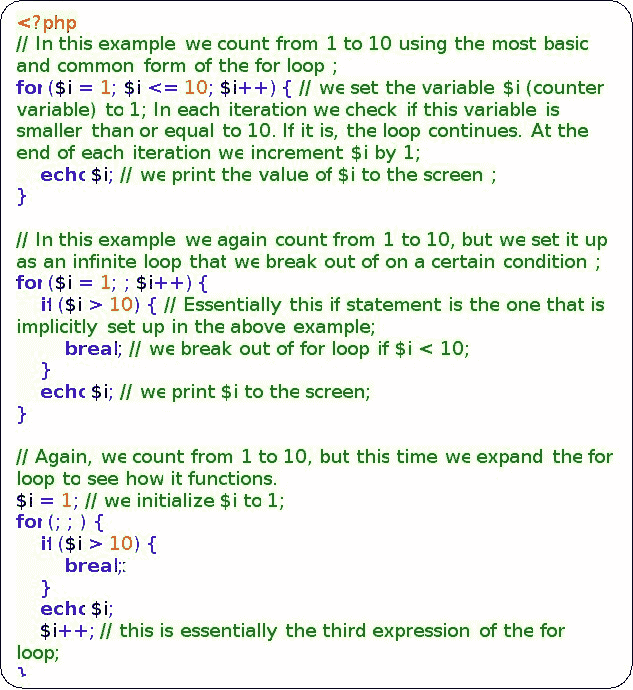 <?php
// In this example we count from 1 to 10 using the most basic
and common form of the for loop ;
for ($i = 1; $i <= 10; $i++) { // we set the variable $i (counter
variable) to 1; In each iteration we check if this variable is
smaller than or equal to 10. If it is, the loop continues. At the
end of each iteration we increment $i by 1;
echo $i; // we print the value of $i to the screen ;
}
// In this example we again count from 1 to 10, but we set it up
as an infinite loop that we break out of on a certain condition ;
for ($i = 1; ; $i++) {
if ($i > 10) { // Essentially this if statement is the one that is
implicitly set up in the above example;
break; // we break out of for loop if $i < 10;
}
echo $i; // we print $i to the screen;
}
// Again, we count from 1 to 10, but this time we expand the for
loop to see how it functions.
$i = 1; // we initialize $i to 1;
for (; ; ) {
if ($i > 10) {
break;
}
echo $i;
$i++; // this is essentially the third expression of the for
loop;
}